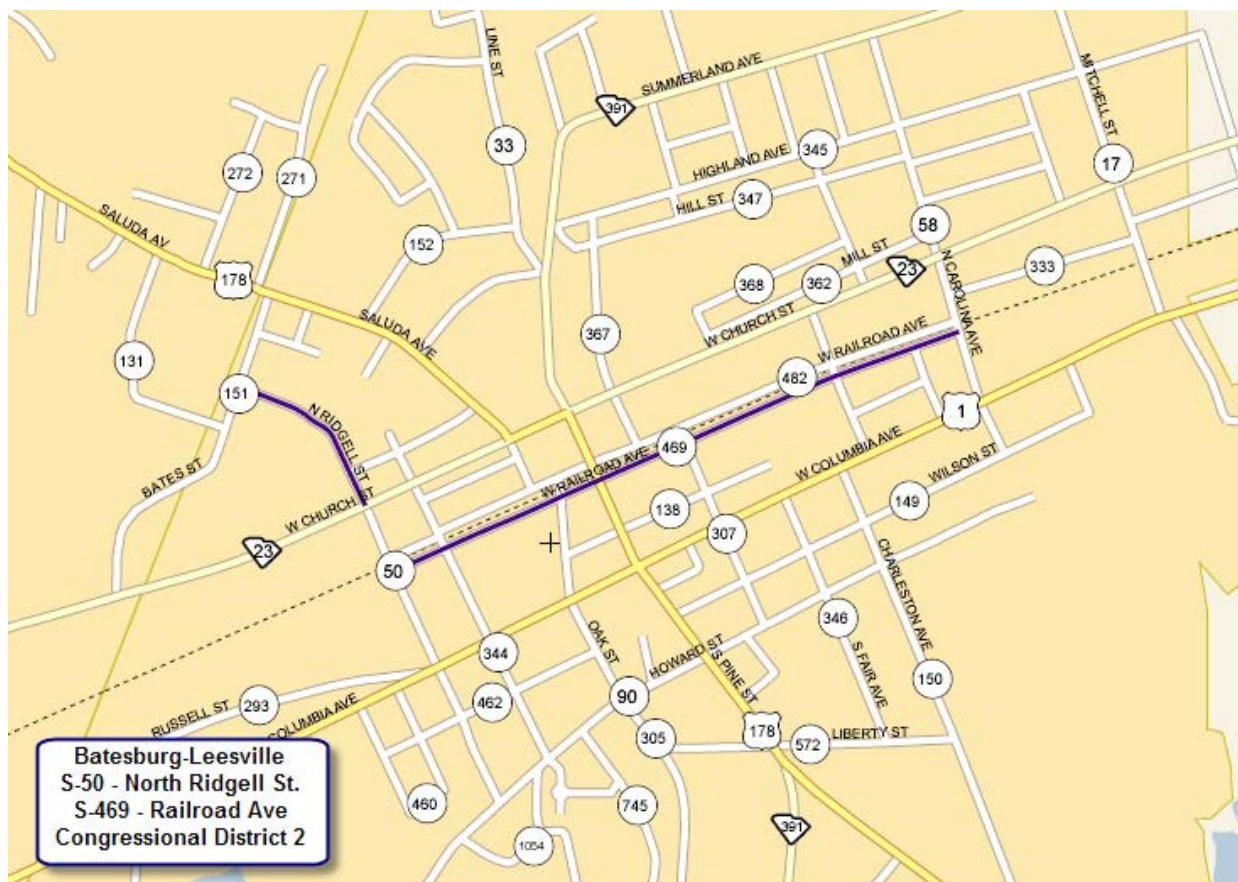 LINE ST
SUMMERLAND AVE
MITCHELL ST
391
33
345
17
HIGHLAND AVE
272
271
347
HILL ST
SALUDA AV
58
152
MILL ST
178
368
362
23
N CAROLINA AVE
333
W CHURCH ST
SALUDA AVE
W RAILROAD AVE
367
131
482
151
N RIDGELL ST
1
469
W COLUMBIA AVE
W RAILROAD AVE
BATES ST
WILSON ST
149
W CHURCH ST
138
307
23
50
CHARLESTON AVE
346
OAK ST
344
HOWARD ST
S PINE ST
S FAIR AVE
150
90
462
RUSSELL ST
293
COLUMBIA AVE
305
178
572
LIBERTY ST
460
745
391
1054
Batesburg-Leesville
S-50 - North Ridgell St.
S-469 - Railroad Ave
Congressional District 2